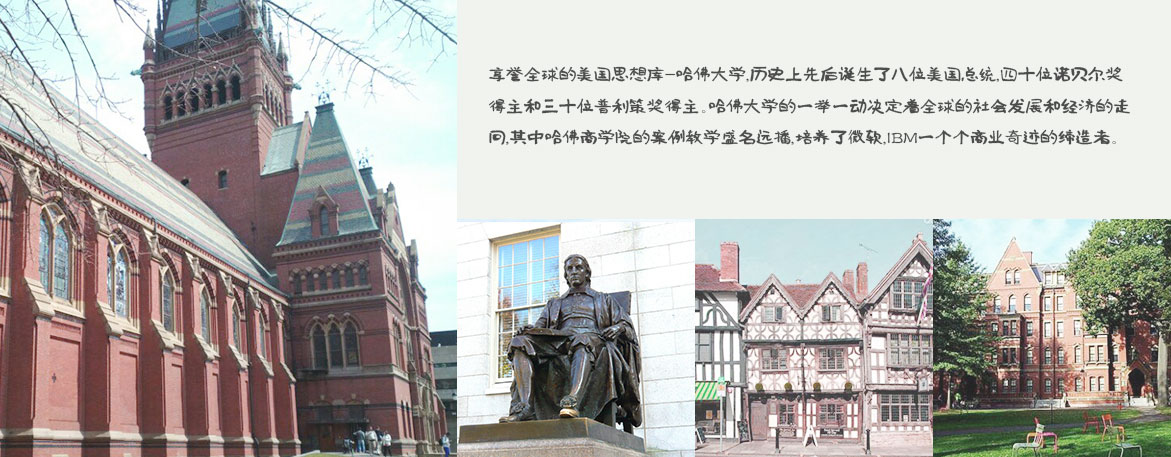 享誉全球的美国思想库-哈佛大学,历史上先后诞生了八位美国总统,四十位诺贝尔奖
得主和三十位普利策奖得主。哈佛大学的一举一动决定着全球的社会发展和经济的走
向,其中哈佛商学院的案例教学盛名远播,培养了微软,IBM一个个商业奇迹的缔造者。